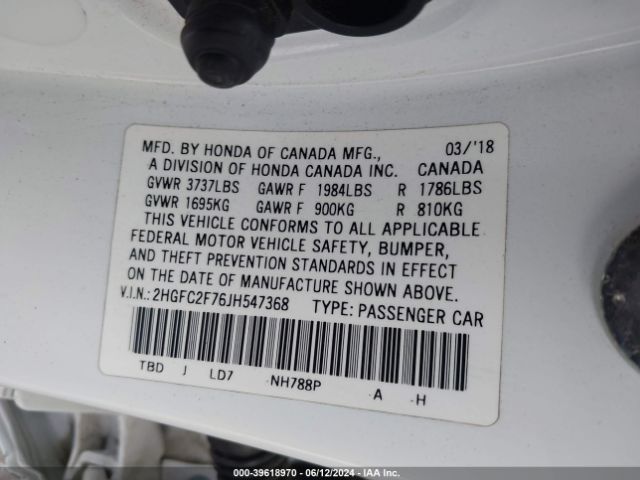 MFD. BY HONDA OF CANADA MFG., 03/'18
A DIVISION OF HONDA CANADA INC. CANADA
GVWR 3737LBS GAWR F 1984LBS R 1786LBS
GVWR 1695KG GAWR F 900KG R 810KG
THIS VEHICLE CONFORMS TO ALL APPLICABLE
FEDERAL MOTOR VEHICLE SAFETY, BUMPER,
AND THEFT PREVENTION STANDARDS IN EFFECT
ON THE DATE OF MANUFACTURE SHOWN ABOVE.
V.I.N.: 2HGFC2F76JH547368 TYPE: PASSENGER CAR
TBD J LD7 NH788P A H
000-39618970 - 06/12/2024 - IAA Inc.